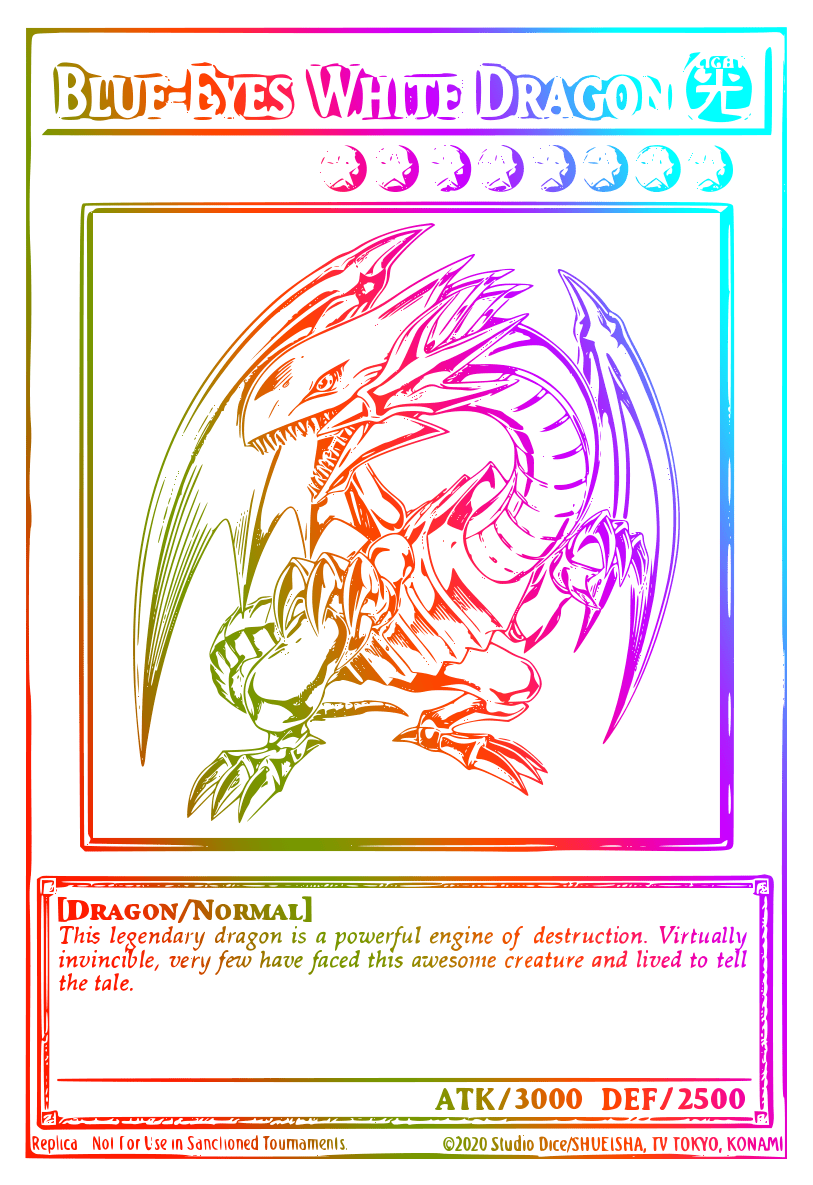 BLUE-EYES WHITE DRAGON
LIGHT
光
[DRAGON/NORMAL]
This legendary dragon is a powerful engine of destruction. Virtually
invincible, very few have faced this awesome creature and lived to tell
the tale.
ATK/3000 DEF/2500
Replica Not For Use in Sanctioned Tournaments.
©2020 Studio Dice/SHUEISHA, TV TOKYO, KONAMI